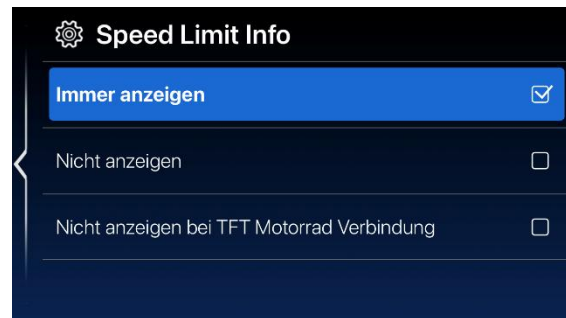 Speed Limit Info
Immer anzeigen
Nicht anzeigen
Nicht anzeigen bei TFT Motorrad Verbindung